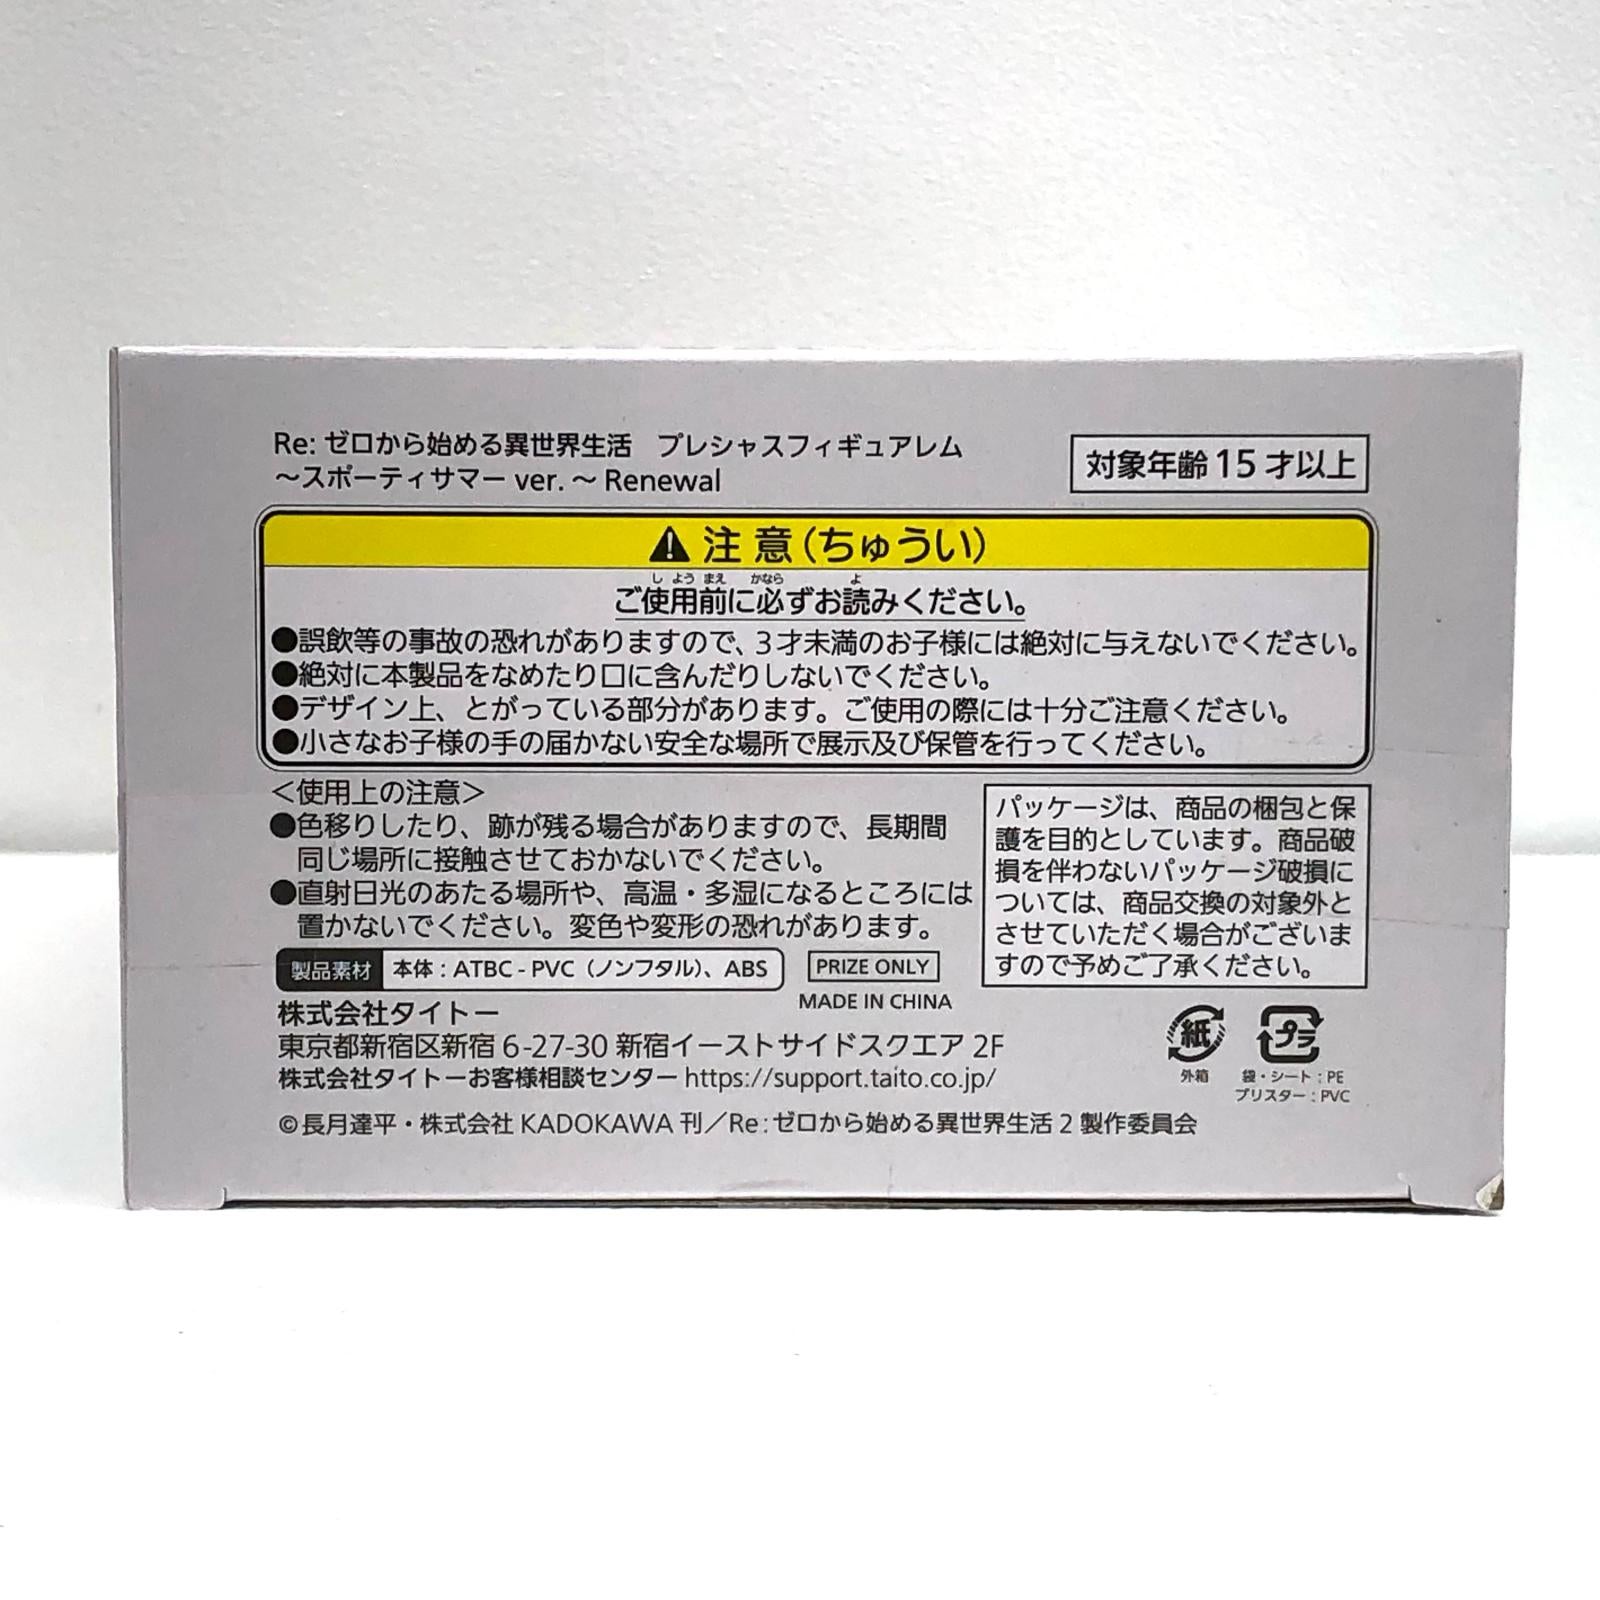 Re: ゼロから始める異世界生活　プレシャスフィギュアレム
～スポーティサマー ver. ～ Renewal
対象年齢15才以上
注意（ちゅうい）
しようまえ かなら よ
ご使用前に必ずお読みください。
●誤飲等の事故の恐れがありますので、3才未満のお子様には絶対に与えないでください。
●絶対に本製品をなめたり口に含んだりしないでください。
●デザイン上、とがっている部分があります。ご使用の際には十分ご注意ください。
●小さなお子様の手の届かない安全な場所で展示及び保管を行ってください。
＜使用上の注意＞
●色移りしたり、跡が残る場合がありますので、長期間
同じ場所に接触させておかないでください。
●直射日光のあたる場所や、高温・多湿になるところには
置かないでください。変色や変形の恐れがあります。
パッケージは、商品の梱包と保
護を目的としています。商品破
損を伴わないパッケージ破損に
ついては、商品交換の対象外と
させていただく場合がございま
すので予めご了承ください。
製品素材 本体：ATBC-PVC（ノンフタル）、ABS
PRIZE ONLY
MADE IN CHINA
株式会社タイトー
東京都新宿区新宿 6-27-30 新宿イーストサイドスクエア 2F
株式会社タイトーお客様相談センター https://support.taito.co.jp/
紙
外箱
プラ
袋・シート：PE
ブリスター：PVC
©長月達平・株式会社KADOKAWA刊／Re：ゼロから始める異世界生活2製作委員会